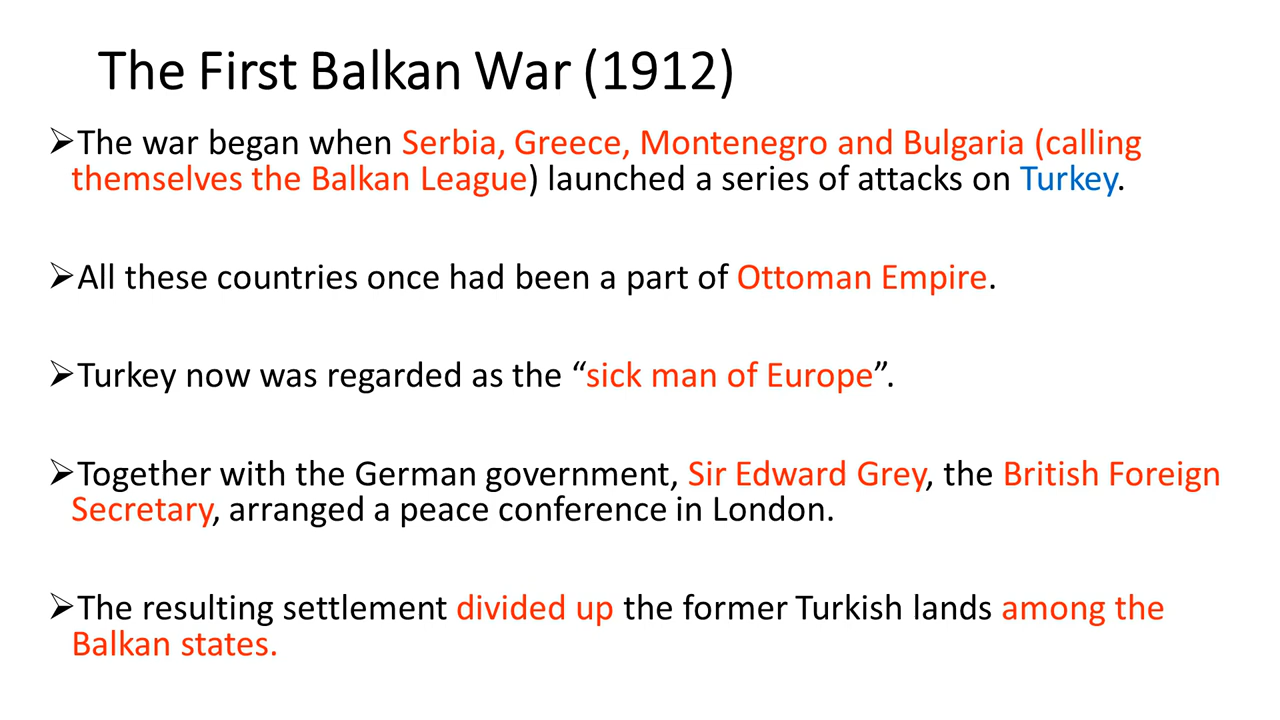 The First Balkan War (1912)
➢The war began when Serbia, Greece, Montenegro and Bulgaria (calling
themselves the Balkan League) launched a series of attacks on Turkey.
➢All these countries once had been a part of Ottoman Empire.
➢Turkey now was regarded as the “sick man of Europe”.
➢Together with the German government, Sir Edward Grey, the British Foreign
Secretary, arranged a peace conference in London.
➢The resulting settlement divided up the former Turkish lands among the
Balkan states.